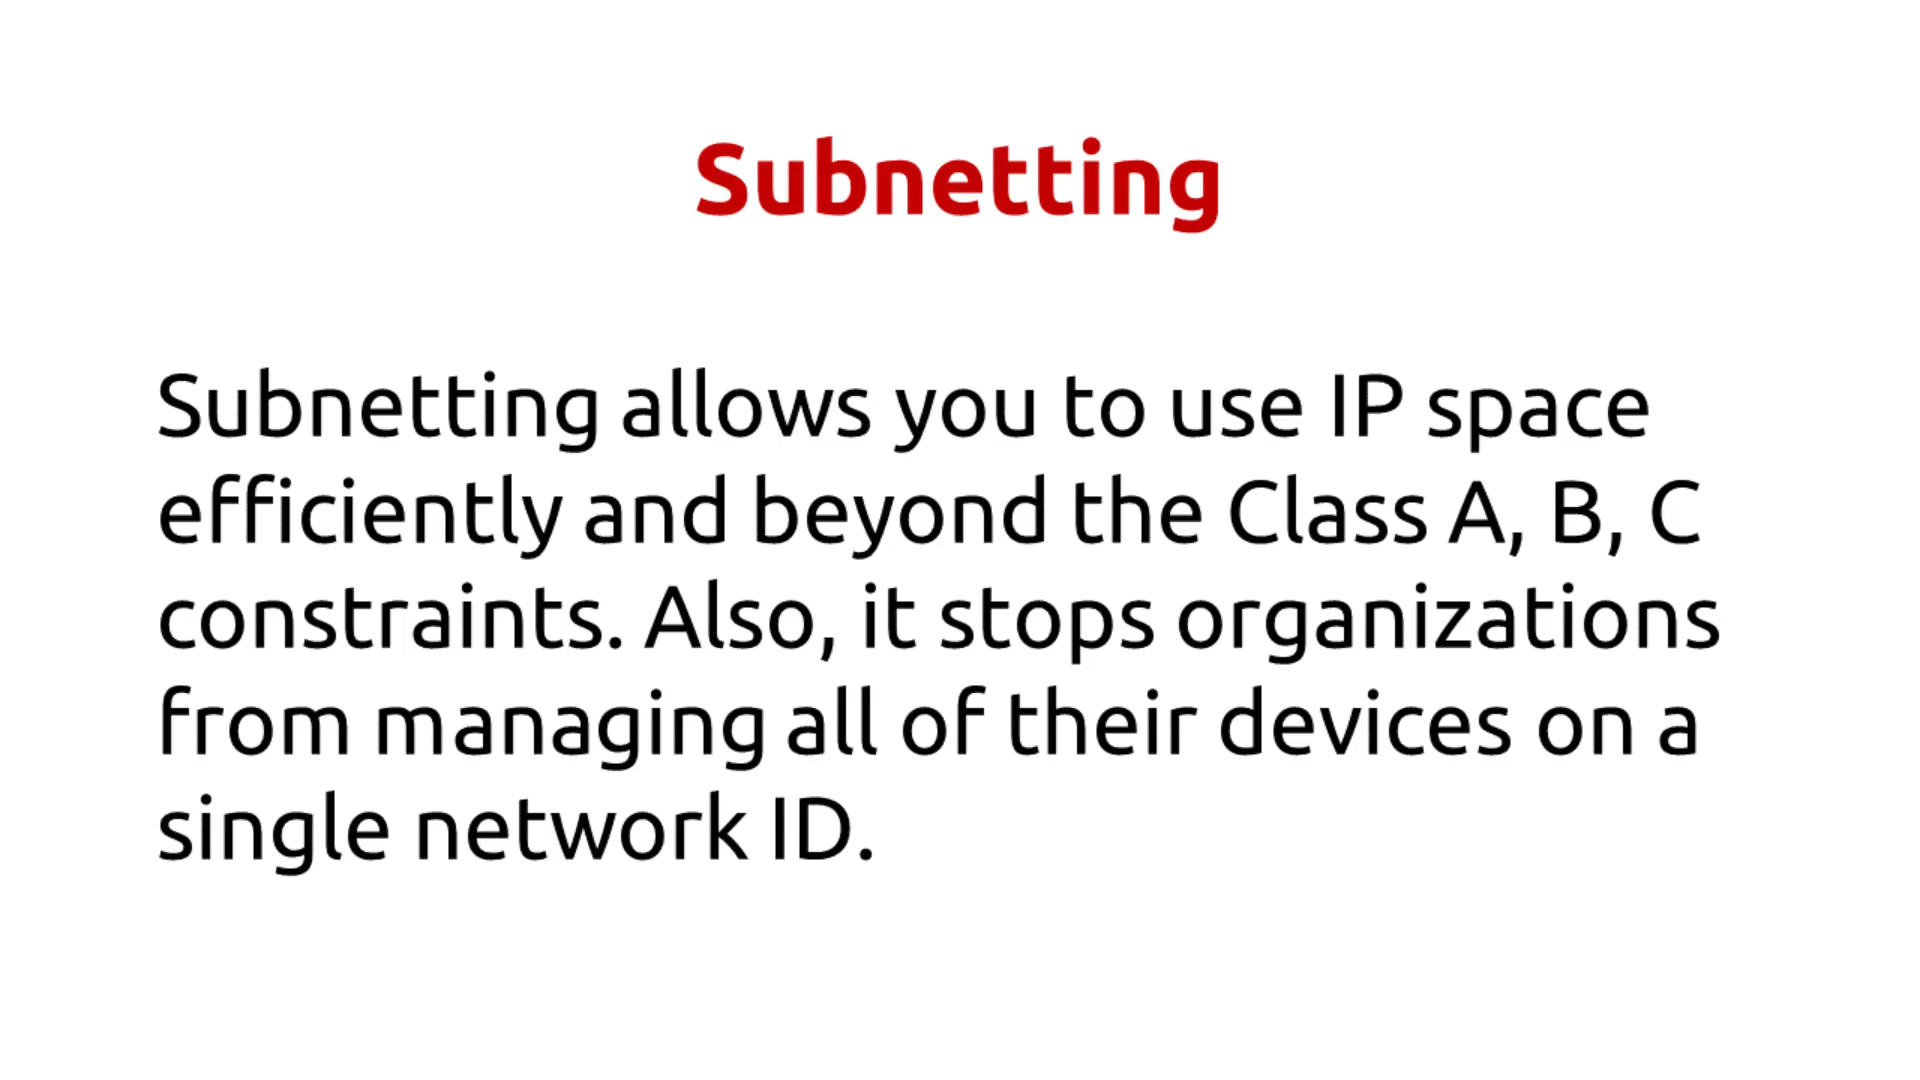 Subnetting
Subnetting allows you to use IP space
efficiently and beyond the Class A, B, C
constraints. Also, it stops organizations
from managing all of their devices on a
single network ID.